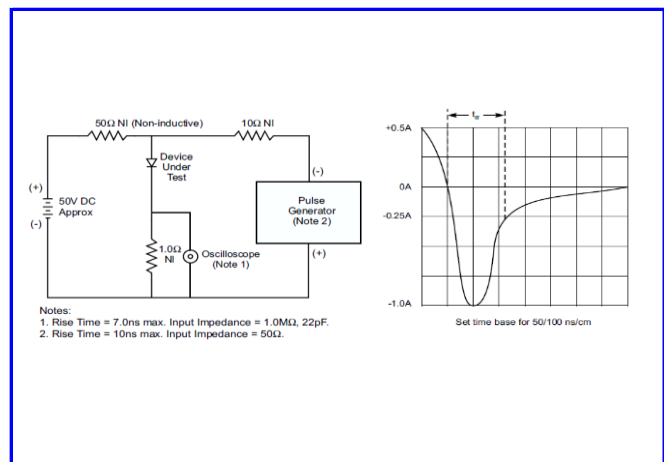 50Ω NI (Non-inductive)
10Ω NI
Device
Under
Test
(+)
50V DC
Approx
(-)
(-)
Pulse
Generator
(Note 2)
(+)
1.0Ω
NI
Oscilloscope
(Note 1)
Notes:
1. Rise Time = 7.0ns max. Input Impedance = 1.0MΩ, 22pF.
2. Rise Time = 10ns max. Input Impedance = 50Ω.
trr
+0.5A
0A
-0.25A
-1.0A
Set time base for 50/100 ns/cm